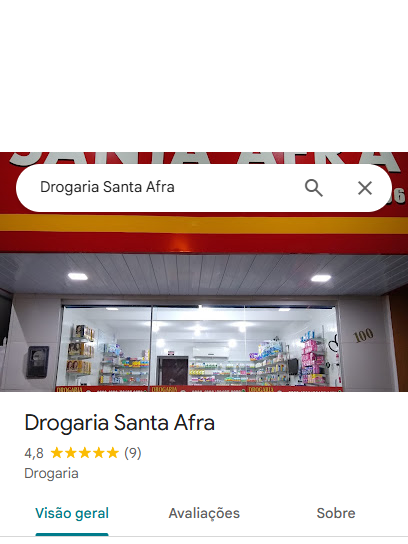 SANTA AFRA
Drogaria Santa Afra
100
DROGARIA
DROGARIA
DROGARIA
Drogaria Santa Afra
4,8 (9)
Drogaria
Visão geral
Avaliações
Sobre